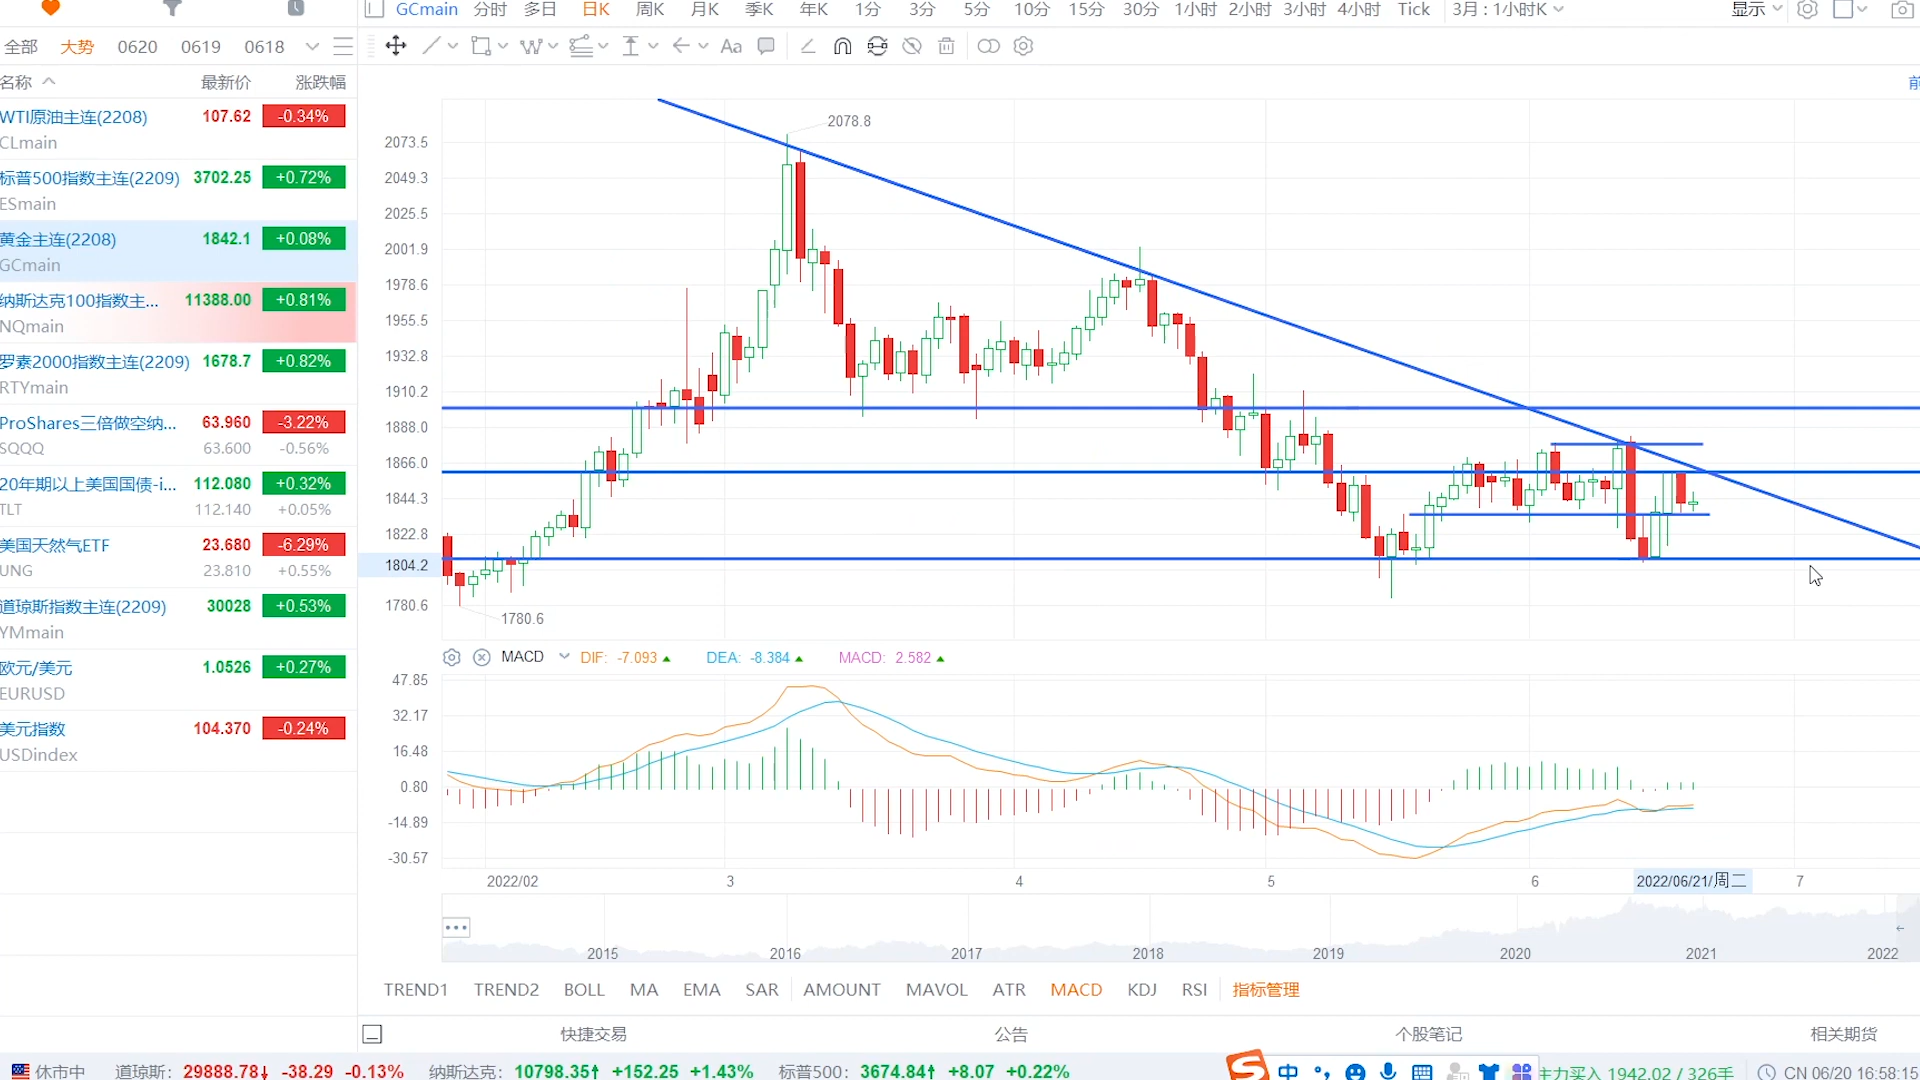 GCmain 分时 多日 日K 周K 月K 季K 年K 1分 3分 5分 10分 15分 30分 1小时 2小时 3小时 4小时 Tick 3月 : 1小时K 显示
全部 大势 0620 0619 0618
Aa
名称 最新价 涨跌幅
前
WTI原油主连(2208) 107.62 -0.34%
CLmain
标普500指数主连(2209) 3702.25 +0.72%
ESmain
黄金主连(2208) 1842.1 +0.08%
GCmain
纳斯达克100指数主... 11388.00 +0.81%
NQmain
罗素2000指数主连(2209) 1678.7 +0.82%
RTYmain
ProShares三倍做空纳... 63.960 -3.22%
SQQQ 63.600 -0.56%
20年期以上美国国债-i... 112.080 +0.32%
TLT 112.140 +0.05%
美国天然气ETF 23.680 -6.29%
UNG 23.810 +0.55%
道琼斯指数主连(2209) 30028 +0.53%
YMmain
欧元/美元 1.0526 +0.27%
EURUSD
美元指数 104.370 -0.24%
USDindex
2078.8
2073.5
2049.3
2025.5
2001.9
1978.6
1955.5
1932.8
1910.2
1888.0
1866.0
1844.3
1822.8
1804.2
1780.6
1780.6
MACD DIF: -7.093 DEA: -8.384 MACD: 2.582
47.85
32.17
16.48
0.80
-14.89
-30.57
2022/02 3 4 5 6 2022/06/21/周二 7
2015 2016 2017 2018 2019 2020 2021 2022
TREND1 TREND2 BOLL MA EMA SAR AMOUNT MAVOL ATR MACD KDJ RSI 指标管理
快捷交易 公告 个股笔记 相关期货
休市中 道琼斯: 29888.78↓ -38.29 -0.13% 纳斯达克: 10798.35↑ +152.25 +1.43% 标普500: 3674.84↑ +8.07 +0.22% 中 主力买入 1942.02 / 326手 CN 06/20 16:58:15